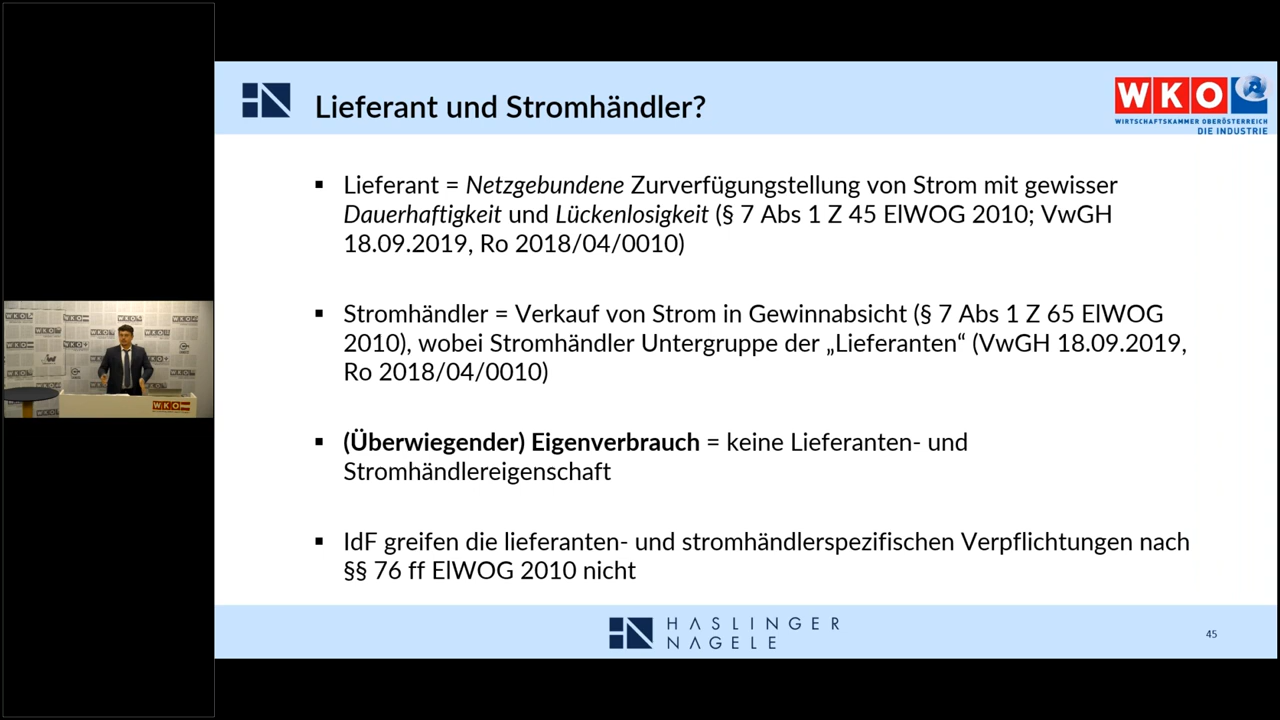 Lieferant und Stromhändler?
WKO
WIRTSCHAFTSKAMMER OBERÖSTERREICH
DIE INDUSTRIE
▪ Lieferant = Netzgebundene Zurverfügungstellung von Strom mit gewisser
Dauerhaftigkeit und Lückenlosigkeit (§ 7 Abs 1 Z 45 ElWOG 2010; VwGH
18.09.2019, Ro 2018/04/0010)
▪ Stromhändler = Verkauf von Strom in Gewinnabsicht (§ 7 Abs 1 Z 65 ElWOG
2010), wobei Stromhändler Untergruppe der „Lieferanten“ (VwGH 18.09.2019,
Ro 2018/04/0010)
▪ (Überwiegender) Eigenverbrauch = keine Lieferanten- und
Stromhändlereigenschaft
▪ IdF greifen die lieferanten- und stromhändlerspezifischen Verpflichtungen nach
§§ 76 ff ElWOG 2010 nicht
HASLINGER
NAGELE
45
WKO